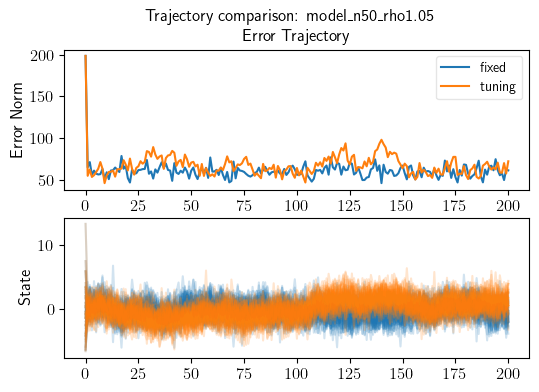 Trajectory comparison: model_n50_rho1.05
Error Trajectory
200
150
100
50
Error Norm
fixed
tuning
0 25 50 75 100 125 150 175 200
10
0
State
0 25 50 75 100 125 150 175 200